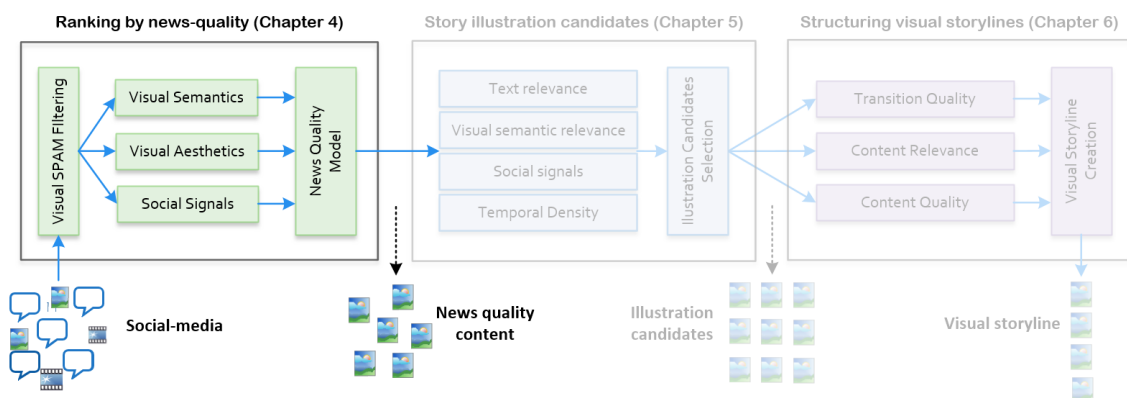 Ranking by news-quality (Chapter 4)
Visual SPAM Filtering
Visual Semantics
Visual Aesthetics
Social Signals
News Quality
Model
Story illustration candidates (Chapter 5)
Text relevance
Visual semantic relevance
Social signals
Temporal Density
Illustration Candidates
Selection
Structuring visual storylines (Chapter 6)
Transition Quality
Content Relevance
Content Quality
Visual Storyline
Creation
Social-media
News quality
content
Illustration
candidates
Visual storyline